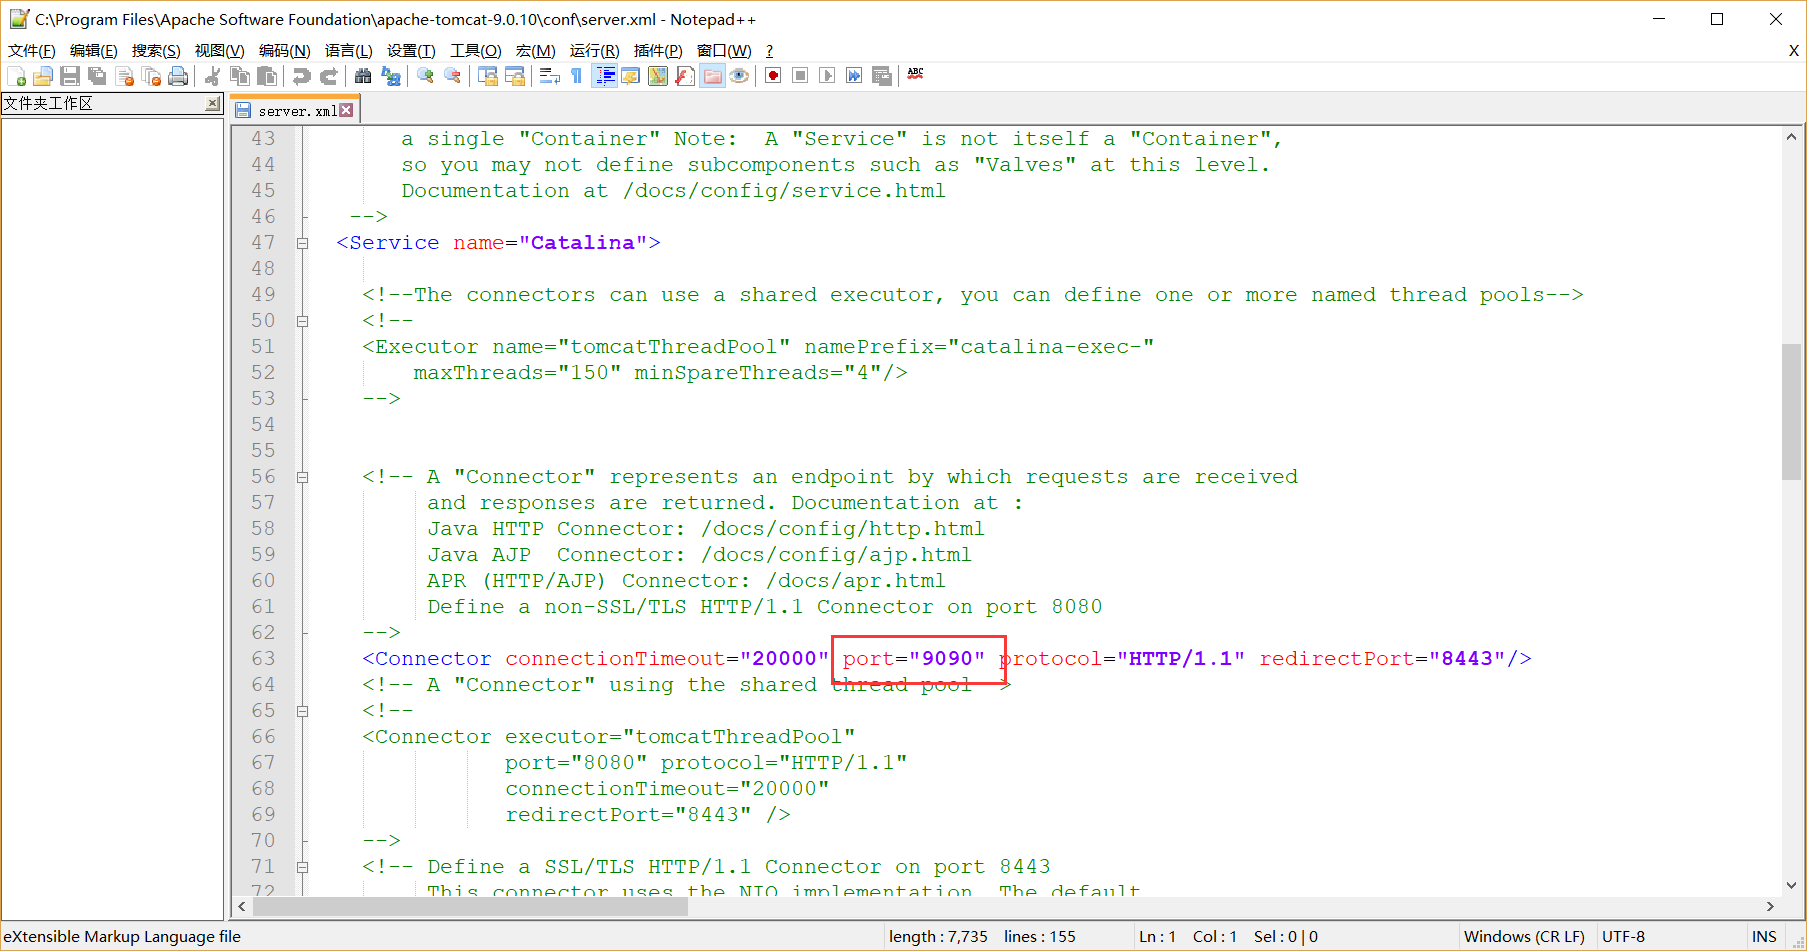 C:\Program Files\Apache Software Foundation\apache-tomcat-9.0.10\conf\server.xml - Notepad++
文件(F) 编辑(E) 搜索(S) 视图(V) 编码(N) 语言(L) 设置(T) 工具(O) 宏(M) 运行(R) 插件(P) 窗口(W) ? X
文件夹工作区
server.xml
43 a single "Container" Note:  A "Service" is not itself a "Container",
44 so you may not define subcomponents such as "Valves" at this level.
45 Documentation at /docs/config/service.html
46 -->
47 <Service name="Catalina">
48
49 <!--The connectors can use a shared executor, you can define one or more named thread pools-->
50 <!--
51 <Executor name="tomcatThreadPool" namePrefix="catalina-exec-"
52 maxThreads="150" minSpareThreads="4"/>
53 -->
54
55
56 <!-- A "Connector" represents an endpoint by which requests are received
57 and responses are returned. Documentation at :
58 Java HTTP Connector: /docs/config/http.html
59 Java AJP  Connector: /docs/config/ajp.html
60 APR (HTTP/AJP) Connector: /docs/apr.html
61 Define a non-SSL/TLS HTTP/1.1 Connector on port 8080
62 -->
63 <Connector connectionTimeout="20000" port="9090" protocol="HTTP/1.1" redirectPort="8443"/>
64 <!-- A "Connector" using the shared thread pool-->
65 <!--
66 <Connector executor="tomcatThreadPool"
67 port="8080" protocol="HTTP/1.1"
68 connectionTimeout="20000"
69 redirectPort="8443" />
70 -->
71 <!-- Define a SSL/TLS HTTP/1.1 Connector on port 8443
72 This connector uses the NIO implementation. The default
eXtensible Markup Language file length : 7,735 lines : 155 Ln : 1 Col : 1 Sel : 0 | 0 Windows (CR LF) UTF-8 INS